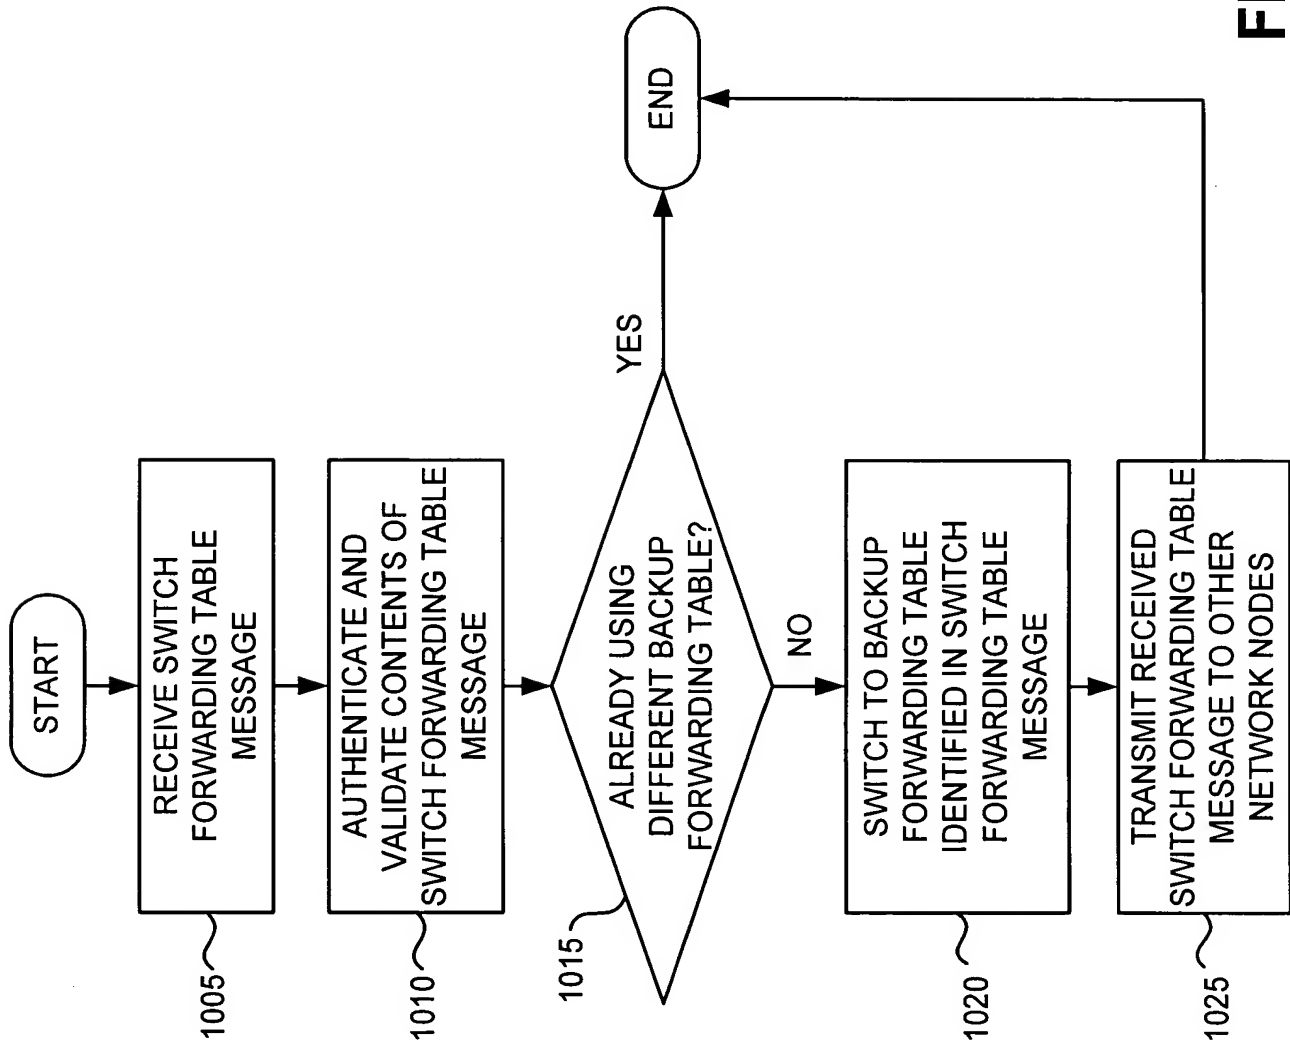 START
RECEIVE SWITCH
FORWARDING TABLE
MESSAGE
1005
AUTHENTICATE AND
VALIDATE CONTENTS OF
SWITCH FORWARDING TABLE
MESSAGE
1010
ALREADY USING
DIFFERENT BACKUP
FORWARDING TABLE?
1015
YES
END
NO
SWITCH TO BACKUP
FORWARDING TABLE
IDENTIFIED IN SWITCH
FORWARDING TABLE
MESSAGE
1020
TRANSMIT RECEIVED
SWITCH FORWARDING TABLE
MESSAGE TO OTHER
NETWORK NODES
1025